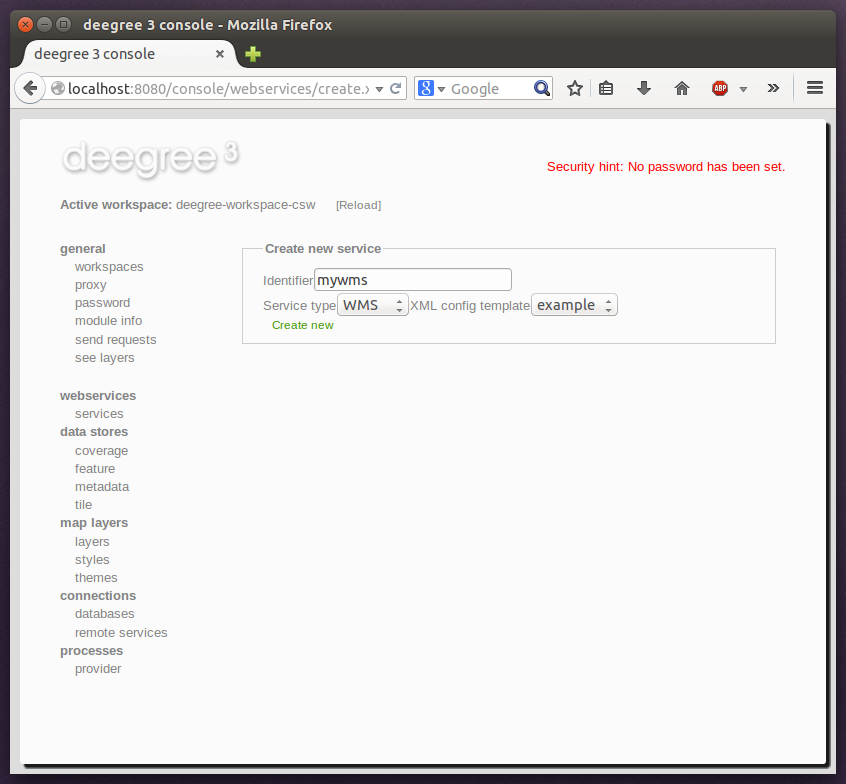 deegree 3 console - Mozilla Firefox
deegree 3 console
localhost:8080/console/webservices/create.x
8 Google
ABP
deegree 3
Security hint: No password has been set.
Active workspace: deegree-workspace-csw [Reload]
general
workspaces
proxy
password
module info
send requests
see layers
webservices
services
data stores
coverage
feature
metadata
tile
map layers
layers
styles
themes
connections
databases
remote services
processes
provider
Create new service
Identifier mywms
Service type WMS XML config template example
Create new